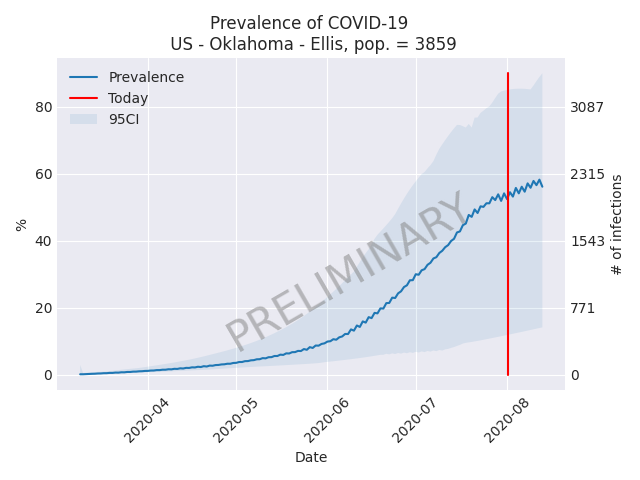 Prevalence of COVID-19
US - Oklahoma - Ellis, pop. = 3859
Prevalence
Today
95CI
80
60
40
20
0
%
3087
2315
1543
771
0
# of infections
PRELIMINARY
2020-04
2020-05
2020-06
2020-07
2020-08
Date